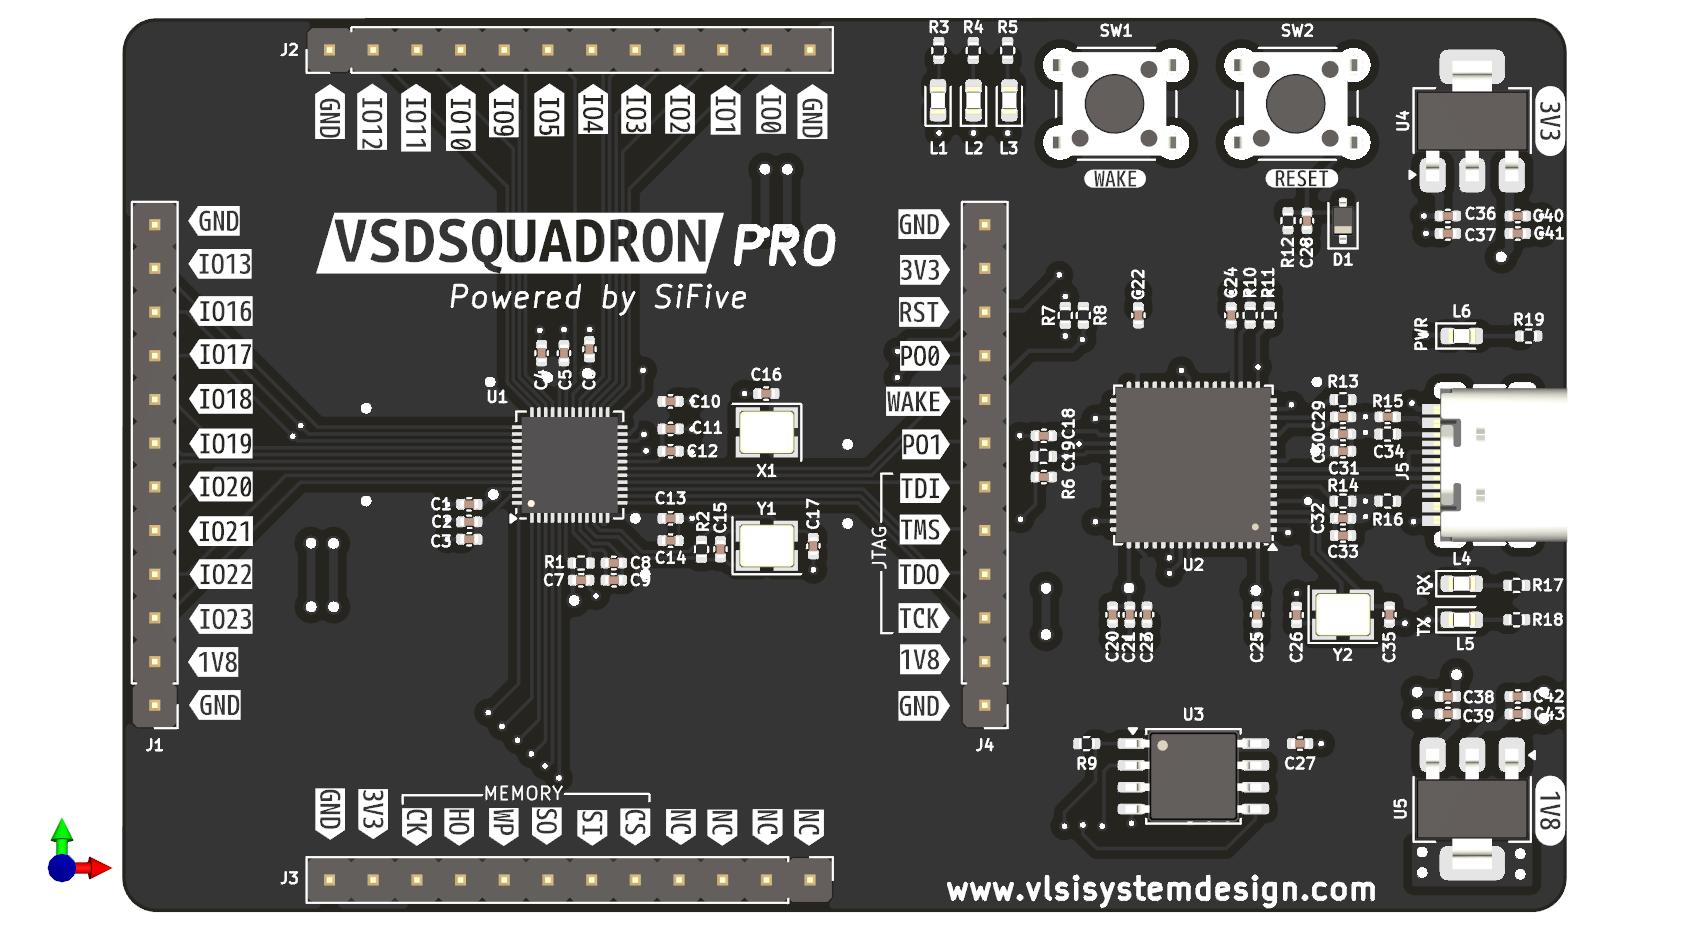 J2
GND IO12 IO11 IO10 IO9 IO5 IO4 IO3 IO2 IO1 IO0 GND
R3 R4 R5
L1 L2 L3
SW1
WAKE
SW2
RESET
U4
3V3
C36 C40
C37 C41
R12 C28 D1
VSDSQUADRON PRO
Powered by SiFive
GND
IO13
IO16
IO17
IO18
IO19
IO20
IO21
IO22
IO23
1V8
GND
J1
C4 C5 C6
U1
C10
C11
C12
C16
X1
C1
C2
C3
C13
C14
R2 C15
Y1
C17
R1 C8
C7 C9
GND
3V3
RST
PO0
WAKE
PO1
TDI
TMS
TDO
TCK
1V8
GND
JTAG
J4
R7 R8
C22
C24 R10 R11
C18
C19
R6
U2
R13
C29
C30
C31
R14
C32
C33
R15
C34
R16
J5
PWR
L6
R19
L4
RX
R17
TX
R18
L5
C20 C21 C23
C25
C26
Y2
C35
U3
R9
C27
C38 C42
C39 C43
U5
1V8
MEMORY
GND 3V3 CK HO WP SO SI CS NC NC NC NC
J3
www.vlsisystemdesign.com